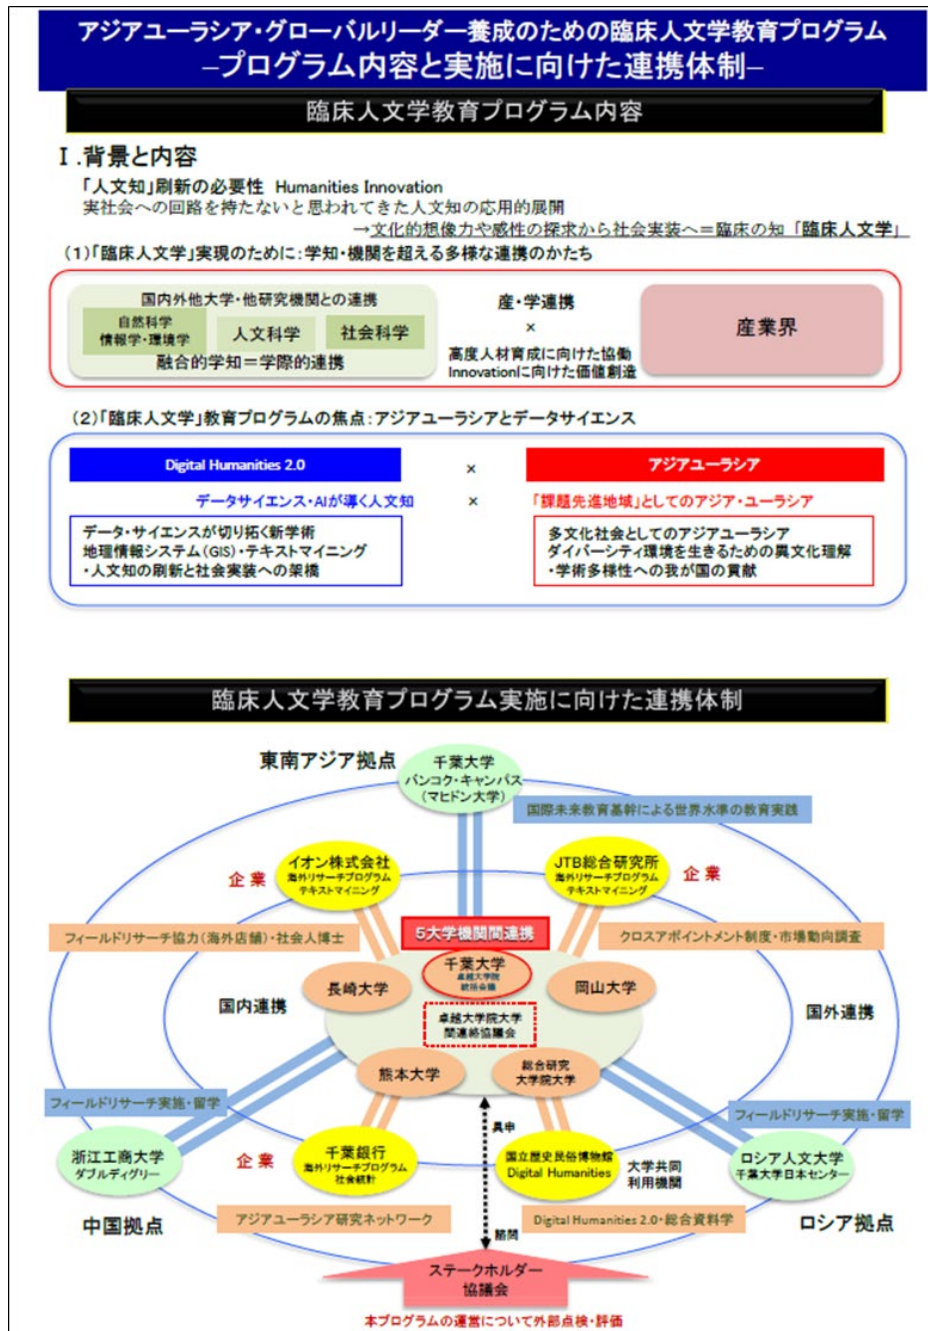 アジアユーラシア・グローバルリーダー養成のための臨床人文学教育プログラム
–プログラム内容と実施に向けた連携体制–
臨床人文学教育プログラム内容
Ⅰ.背景と内容
「人文知」刷新の必要性 Humanities Innovation
実社会への回路を持たないと思われてきた人文知の応用的展開
→文化的想像力や感性の探求から社会実装へ＝臨床の知「臨床人文学」
(1)「臨床人文学」実現のために：学知・機関を超える多様な連携のかたち
国内外他大学・他研究機関との連携
自然科学
情報学・環境学
人文科学
社会科学
融合的学知＝学際的連携
産・学連携
×
高度人材育成に向けた協働
Innovationに向けた価値創造
産業界
(2)「臨床人文学」教育プログラムの焦点：アジアユーラシアとデータサイエンス
Digital Humanities 2.0
×
アジアユーラシア
データサイエンス・AIが導く人文知
×
「課題先進地域」としてのアジア・ユーラシア
データ・サイエンスが切り拓く新学術
地理情報システム(GIS)・テキストマイニング
・人文知の刷新と社会実装への架橋
多文化社会としてのアジアユーラシア
ダイバーシティ環境を生きるための異文化理解
・学術多様性への我が国の貢献
臨床人文学教育プログラム実施に向けた連携体制
東南アジア拠点
千葉大学
バンコク・キャンパス
(マヒドン大学)
国際未来教育基幹による世界水準の教育実践
企業
イオン株式会社
海外リサーチプログラム
テキストマイニング
JTB総合研究所
海外リサーチプログラム
テキストマイニング
企業
フィールドリサーチ協力(海外店舗)・社会人博士
5大学機関間連携
クロスアポイントメント制度・市場動向調査
千葉大学
卓越大学院
統括会議
長崎大学
岡山大学
国内連携
卓越大学院大学
間連絡協議会
国外連携
熊本大学
総合研究
大学院大学
フィールドリサーチ実施・留学
フィールドリサーチ実施・留学
具申
浙江工商大学
ダブルディグリー
企業
千葉銀行
海外リサーチプログラム
社会統計
国立歴史民俗博物館
Digital Humanities
大学共同
利用機関
ロシア人文大学
千葉大学日本センター
中国拠点
アジアユーラシア研究ネットワーク
Digital Humanities 2.0・総合資料学
ロシア拠点
諮問
ステークホルダー
協議会
本プログラムの運営について外部点検・評価